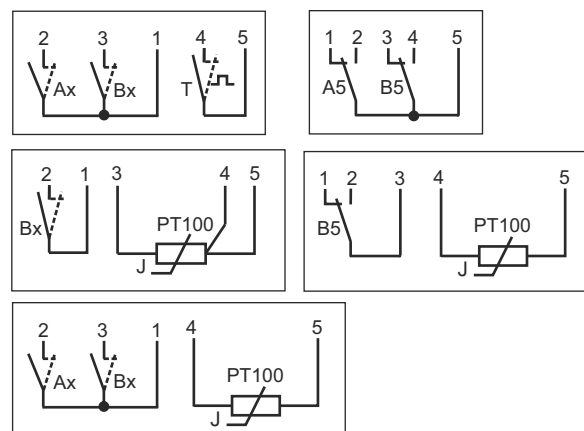 2 3 1 4 5
Ax Bx T
1 2 3 4 5
A5 B5
2 1 3 4 5
Bx PT100
J
1 2 3 4 5
B5 PT100
J
2 3 1 4 5
Ax Bx PT100
J